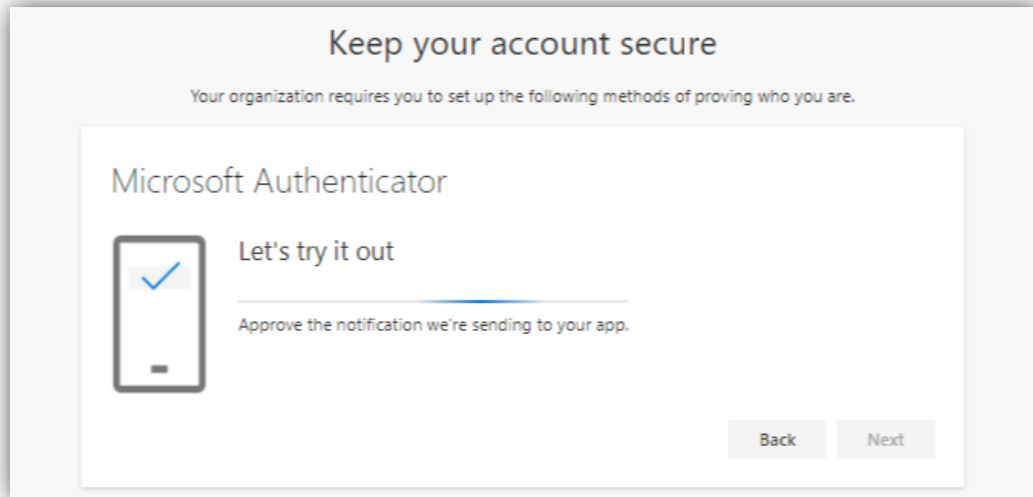 Keep your account secure
Your organization requires you to set up the following methods of proving who you are.
Microsoft Authenticator
Let's try it out
Approve the notification we're sending to your app.
Back Next